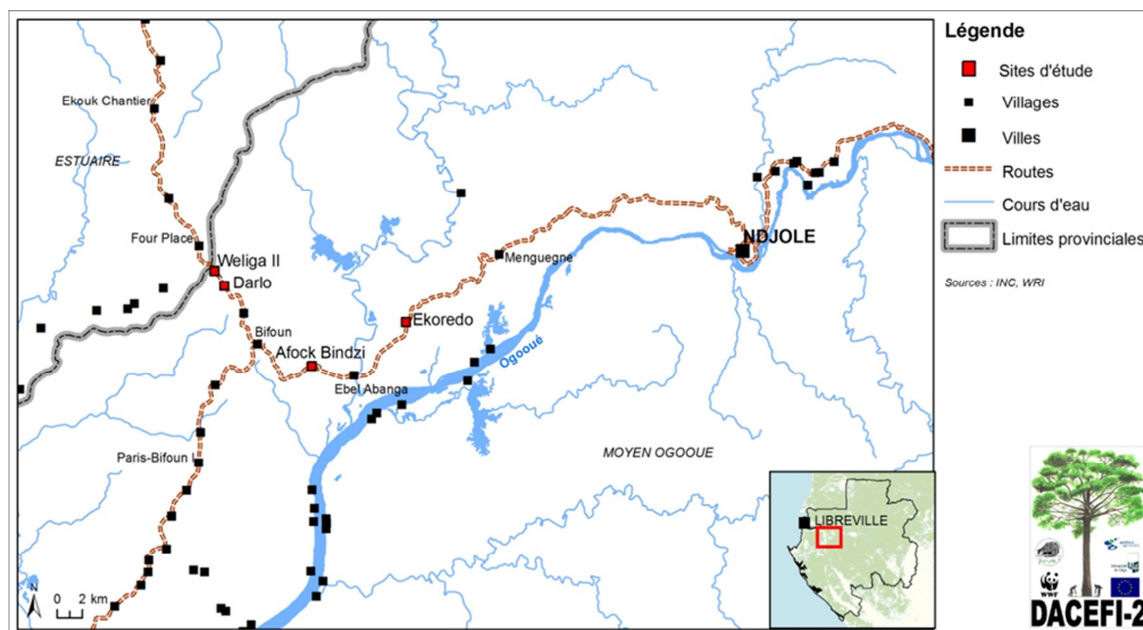 Ekouk Chantier
ESTUAIRE
Four Place
Weliga II
Darlo
Bifoun
Afock Bindzi
Ekoredo
Menguegne
NDJOLE
Ebel Abanga
Ogooué
Paris-Bifoun I
MOYEN OGOOUE
N
0 2 km
LIBREVILLE
Légende
Sites d'étude
Villages
Villes
Routes
Cours d'eau
Limites provinciales
Sources : INC, WRI
WWF
DACEFI-2